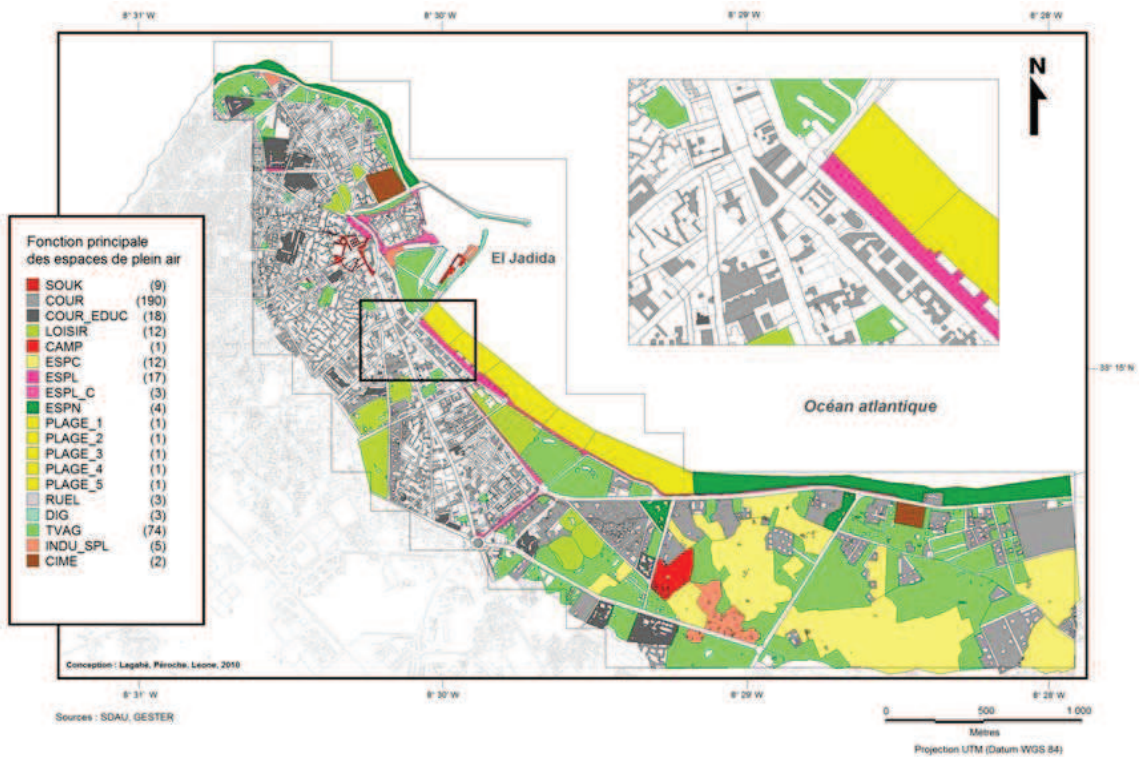 8° 31' W 8° 30' W 8° 29' W 8° 28' W
N
El Jadida
Fonction principale
des espaces de plein air
SOUK (9)
COUR (190)
COUR_EDUC (18)
LOISIR (12)
CAMP (1)
ESPC (12)
ESPL (17)
ESPL_C (3)
ESPN (4)
PLAGE_1 (1)
PLAGE_2 (1)
PLAGE_3 (1)
PLAGE_4 (1)
PLAGE_5 (1)
RUEL (3)
DIG (3)
TVAG (74)
INDU_SPL (5)
CIME (2)
Océan atlantique
Conception : Lagahé, Péroche, Leone, 2010
8° 31' W 8° 30' W 8° 29' W 8° 28' W
Sources : SDAU, GESTER
0 500 1 000
Mètres
Projection UTM (Datum WGS 84)